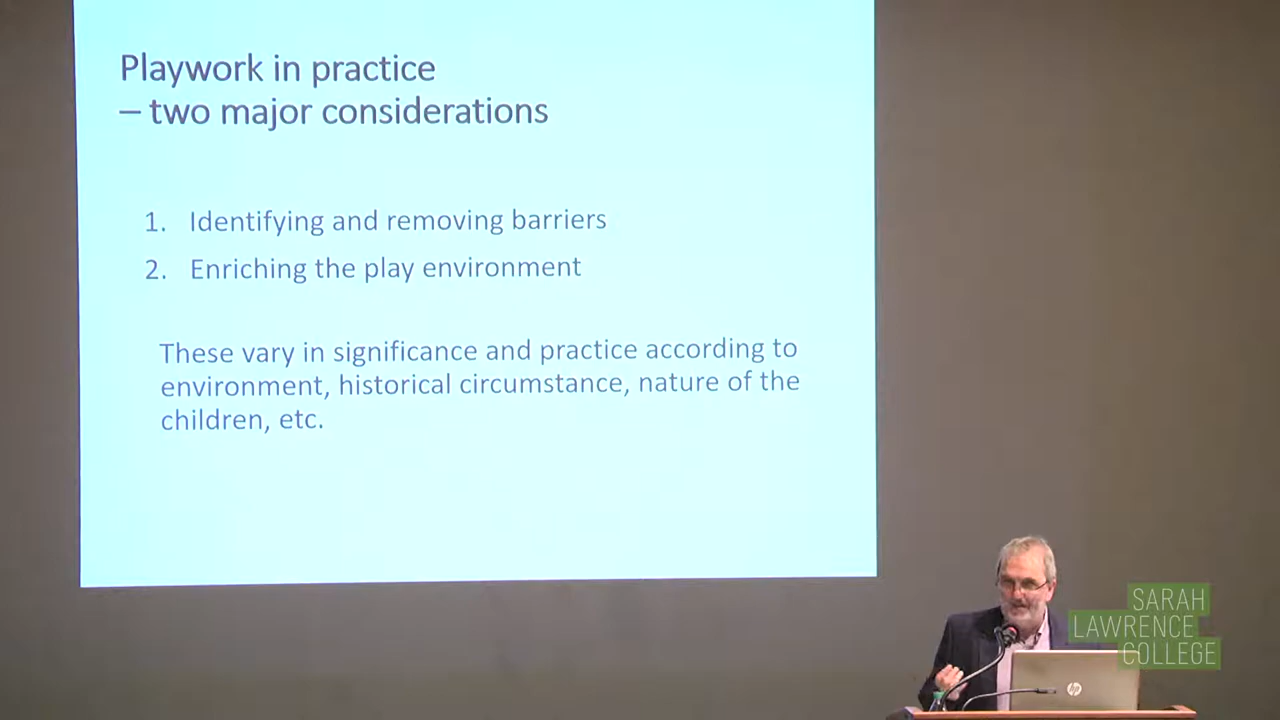 Playwork in practice
– two major considerations
1. Identifying and removing barriers
2. Enriching the play environment
These vary in significance and practice according to
environment, historical circumstance, nature of the
children, etc.
SARAH
LAWRENCE
COLLEGE
hp